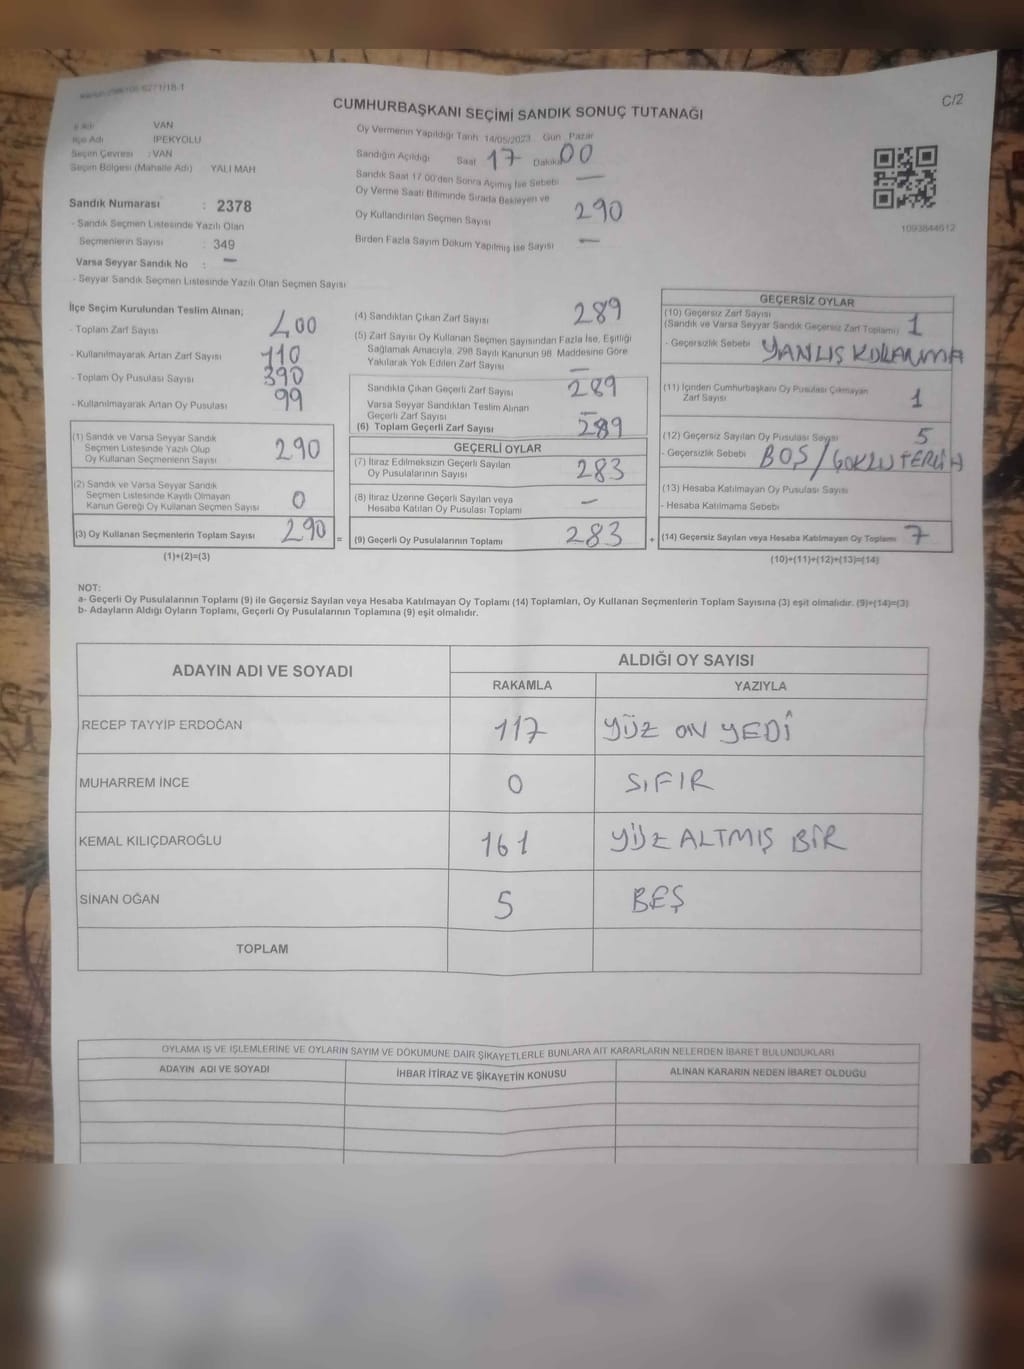 CUMHURBAŞKANI SEÇİMİ SANDIK SONUÇ TUTANAĞI
C/2
İlçe Adı İPEKYOLU
VAN
Seçim Çevresi : VAN
Seçim Bölgesi (Mahalle Adı) YALI MAH
Sandık Numarası : 2378
- Sandık Seçmen Listesinde Yazılı Olan
Seçmenlerin Sayısı : 349
Varsa Seyyar Sandık No : -
- Seyyar Sandık Seçmen Listesinde Yazılı Olan Seçmen Sayısı
Oy Vermenin Yapıldığı Tarih 14/05/2023 Gün Pazar
Sandığın Açıldığı Saat 17 Dakika 00
Sandık Saat 17 00'den Sonra Açımış İse Sebebi -
Oy Verme Saati Bitiminde Sırada Bekleyen ve
Oy Kullandırılan Seçmen Sayısı 290
Birden Fazla Sayım Döküm Yapılmış İse Sayısı -
1093844612
İlçe Seçim Kurulundan Teslim Alınan;
- Toplam Zarf Sayısı 400
- Kullanılmayarak Artan Zarf Sayısı 110
- Toplam Oy Pusulası Sayısı 390
- Kullanılmayarak Artan Oy Pusulası 99
(1) Sandık ve Varsa Seyyar Sandık
Seçmen Listesinde Yazılı Olup
Oy Kullanan Seçmenlerin Sayısı 290
(2) Sandık ve Varsa Seyyar Sandık
Seçmen Listesinde Kayıtlı Olmayan
Kanun Gereği Oy Kullanan Seçmen Sayısı 0
(3) Oy Kullanan Seçmenlerin Toplam Sayısı 290 =
(1)+(2)=(3)
(4) Sandıktan Çıkan Zarf Sayısı 289
(5) Zarf Sayısı Oy Kullanan Seçmen Sayısından Fazla İse, Eşitliği
Sağlamak Amacıyla, 298 Sayılı Kanunun 98. Maddesine Göre
Yakılarak Yok Edilen Zarf Sayısı -
Sandıkta Çıkan Geçerli Zarf Sayısı 289
Varsa Seyyar Sandıktan Teslim Alınan
Geçerli Zarf Sayısı -
(6) Toplam Geçerli Zarf Sayısı 289
GEÇERLİ OYLAR
(7) İtiraz Edilmeksizin Geçerli Sayılan
Oy Pusulalarının Sayısı 283
(8) İtiraz Üzerine Geçerli Sayılan veya
Hesaba Katılan Oy Pusulası Toplamı -
(9) Geçerli Oy Pusulalarının Toplamı 283 +
GEÇERSİZ OYLAR
(10) Geçersiz Zarf Sayısı
(Sandık ve Varsa Seyyar Sandık Geçersiz Zarf Toplamı) 1
- Geçersizlik Sebebi YANLIŞ KULLANMA
(11) İçinden Cumhurbaşkanı Oy Pusulası Çıkmayan
Zarf Sayısı 1
(12) Geçersiz Sayılan Oy Pusulası Sayısı 5
- Geçersizlik Sebebi BOŞ /
(13) Hesaba Katılmayan Oy Pusulası Sayısı
- Hesaba Katılmama Sebebi
(14) Geçersiz Sayılan veya Hesaba Katılmayan Oy Toplamı 7
(10)+(11)+(12)+(13)=(14)
NOT:
a- Geçerli Oy Pusulalarının Toplamı (9) ile Geçersiz Sayılan veya Hesaba Katılmayan Oy Toplamı (14) Toplamları, Oy Kullanan Seçmenlerin Toplam Sayısına (3) eşit olmalıdır. (9)+(14)=(3)
b- Adayların Aldığı Oyların Toplamı, Geçerli Oy Pusulalarının Toplamına (9) eşit olmalıdır.
ADAYIN ADI VE SOYADI ALDIĞI OY SAYISI
RAKAMLA YAZIYLA
RECEP TAYYİP ERDOĞAN 117 YÜZ ON YEDİ
MUHARREM İNCE 0 SIFIR
KEMAL KILIÇDAROĞLU 161 YÜZ ALTMIŞ BİR
SİNAN OĞAN 5 BEŞ
TOPLAM
OYLAMA İŞ VE İŞLEMLERİNE VE OYLARIN SAYIM VE DÖKÜMÜNE DAİR ŞİKAYETLERLE BUNLARA AİT KARARLARIN NELERDEN İBARET BULUNDUKLARI
ADAYIN ADI VE SOYADI İHBAR İTİRAZ VE ŞİKAYETİN KONUSU ALINAN KARARIN NEDEN İBARET OLDUĞU